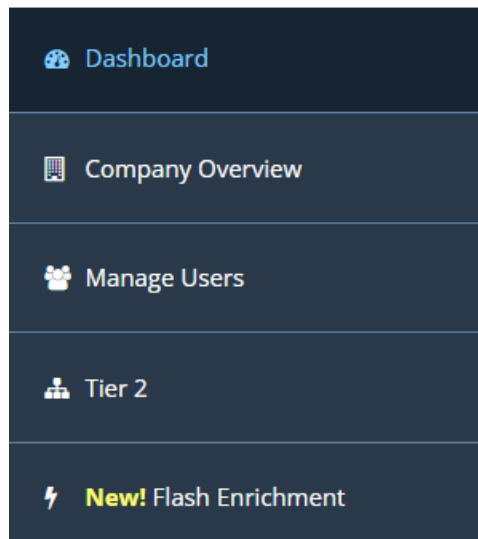 Dashboard
Company Overview
Manage Users
Tier 2
New! Flash Enrichment